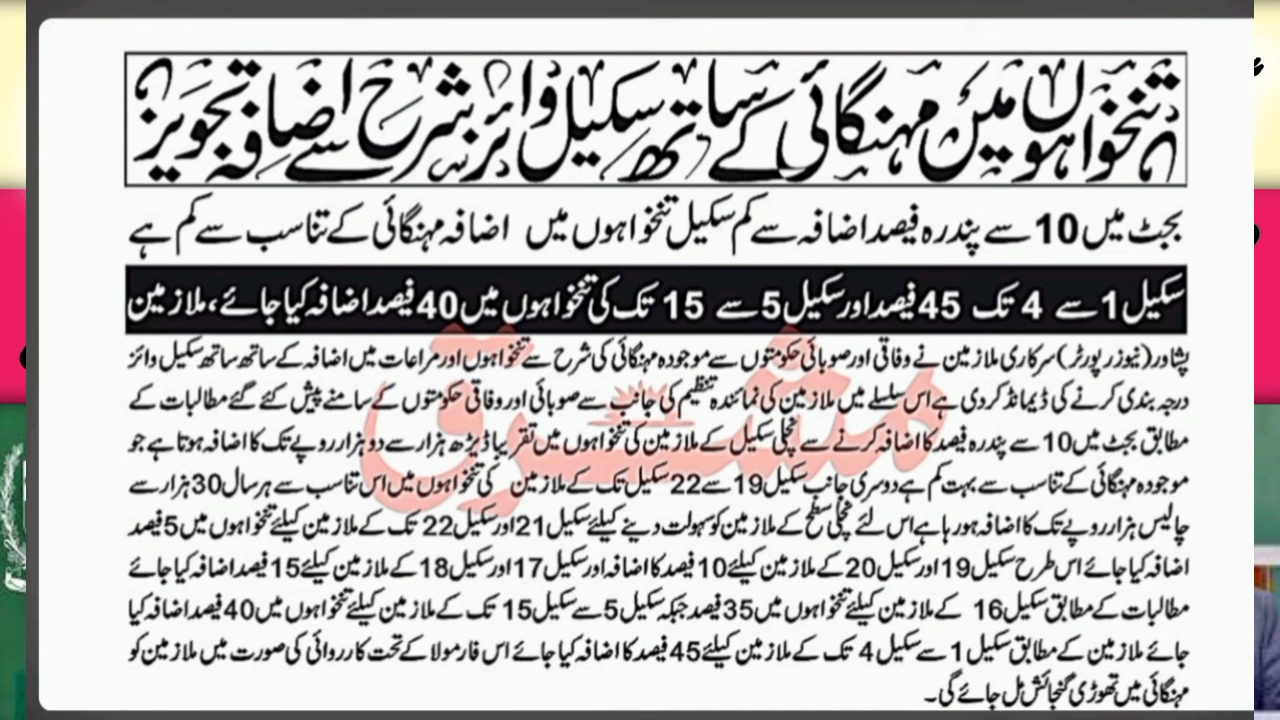 تنخواہوں میں مہنگائی کے ساتھ سکیل وائز شرح سے اضافہ تجویز
بجٹ میں 10 سے پندرہ فیصد اضافہ سے کم سکیل تنخواہوں میں اضافہ مہنگائی کے تناسب سے کم ہے
سکیل 1 سے 4 تک 45 فیصد اور سکیل 5 سے 15 تک کی تنخواہوں میں 40 فیصد اضافہ کیا جائے، ملازمین
پشاور (نیوز رپورٹر) سرکاری ملازمین نے وفاقی اور صوبائی حکومتوں سے موجودہ مہنگائی کی شرح سے تنخواہوں اور مراعات میں اضافہ کے ساتھ ساتھ سکیل وائز
درجہ بندی کرنے کی ڈیمانڈ کر دی ہے اس سلسلے میں ملازمین کی نمائندہ تنظیم کی جانب سے صوبائی اور وفاقی حکومتوں کے سامنے پیش کئے گئے مطالبات کے
مطابق بجٹ میں 10 سے پندرہ فیصد کا اضافہ کرنے سے نچلی سکیل کے ملازمین کی تنخواہوں میں تقریبا ڈیڑھ ہزار سے دو ہزار روپے تک کا اضافہ ہوتا ہے جو
موجودہ مہنگائی کے تناسب سے بہت کم ہے دوسری جانب سکیل 19 سے 22 سکیل تک کے ملازمین کی تنخواہوں میں اس تناسب سے ہر سال 30 ہزار سے
چالیس ہزار روپے تک کا اضافہ ہو رہا ہے اس لئے نچلی سطح کے ملازمین کو سہولت دینے کیلئے سکیل 21 اور سکیل 22 تک کے ملازمین کیلئے تنخواہوں میں 5 فیصد
اضافہ کیا جائے اس طرح سکیل 19 اور سکیل 20 کے ملازمین کیلئے 10 فیصد کا اضافہ اور سکیل 17 اور سکیل 18 کے ملازمین کیلئے 15 فیصد اضافہ کیا جائے
مطالبات کے مطابق سکیل 16 کے ملازمین کیلئے تنخواہوں میں 35 فیصد جبکہ سکیل 5 سے سکیل 15 تک کے ملازمین کیلئے تنخواہوں میں 40 فیصد اضافہ کیا
جائے ملازمین کے مطابق سکیل 1 سے سکیل 4 تک کے ملازمین کیلئے 45 فیصد کا اضافہ کیا جائے اس فارمولا کے تحت کارروائی کی صورت میں ملازمین کو
مہنگائی میں تھوڑی گنجائش مل جائے گی۔
مشرق